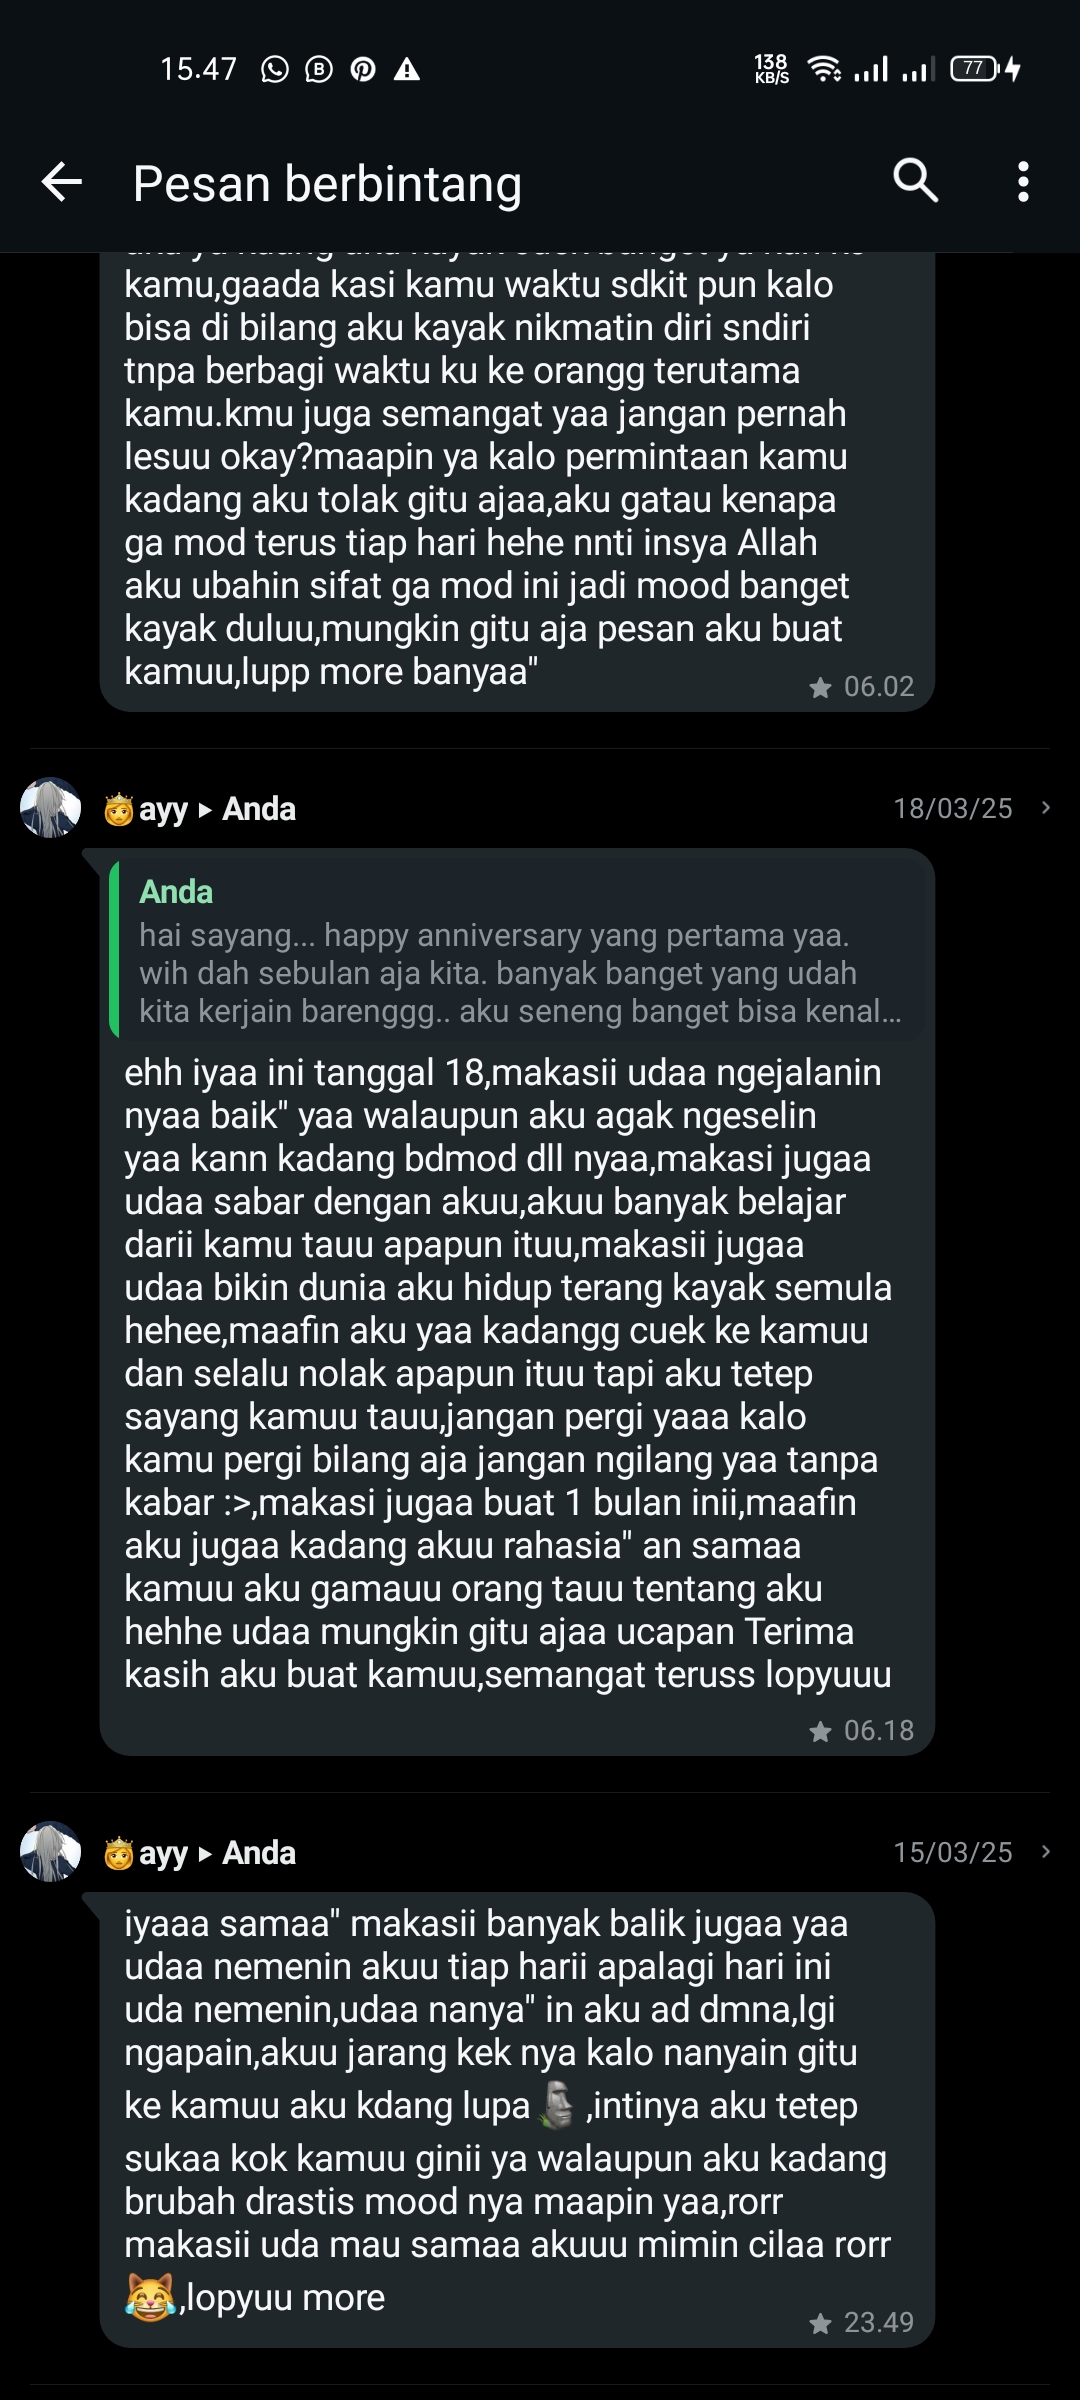 15.47
138
KB/S
77
Pesan berbintang
kamu,gaada kasi kamu waktu sdkit pun kalo
bisa di bilang aku kayak nikmatin diri sndiri
tnpa berbagi waktu ku ke orangg terutama
kamu.kmu juga semangat yaa jangan pernah
lesuu okay?maapin ya kalo permintaan kamu
kadang aku tolak gitu ajaa,aku gatau kenapa
ga mod terus tiap hari hehe nnti insya Allah
aku ubahin sifat ga mod ini jadi mood banget
kayak duluu,mungkin gitu aja pesan aku buat
kamuu,lupp more banyaa"
★ 06.02
👸ayy ▸ Anda 18/03/25 ›
Anda
hai sayang... happy anniversary yang pertama yaa.
wih dah sebulan aja kita. banyak banget yang udah
kita kerjain barenggg.. aku seneng banget bisa kenal...
ehh iyaa ini tanggal 18,makasii udaa ngejalanin
nyaa baik" yaa walaupun aku agak ngeselin
yaa kann kadang bdmod dll nyaa,makasi jugaa
udaa sabar dengan akuu,akuu banyak belajar
darii kamu tauu apapun ituu,makasii jugaa
udaa bikin dunia aku hidup terang kayak semula
hehee,maafin aku yaa kadangg cuek ke kamuu
dan selalu nolak apapun ituu tapi aku tetep
sayang kamuu tauu,jangan pergi yaaa kalo
kamu pergi bilang aja jangan ngilang yaa tanpa
kabar :>,makasi jugaa buat 1 bulan inii,maafin
aku jugaa kadang akuu rahasia" an samaa
kamuu aku gamauu orang tauu tentang aku
hehhe udaa mungkin gitu ajaa ucapan Terima
kasih aku buat kamuu,semangat teruss lopyuuu
★ 06.18
👸ayy ▸ Anda 15/03/25 ›
iyaaa samaa" makasii banyak balik jugaa yaa
udaa nemenin akuu tiap harii apalagi hari ini
uda nemenin,udaa nanya" in aku ad dmna,lgi
ngapain,akuu jarang kek nya kalo nanyain gitu
ke kamuu aku kdang lupa🗿,intinya aku tetep
sukaa kok kamuu ginii ya walaupun aku kadang
brubah drastis mood nya maapin yaa,rorr
makasii uda mau samaa akuuu mimin cilaa rorr
😹,lopyuu more
★ 23.49